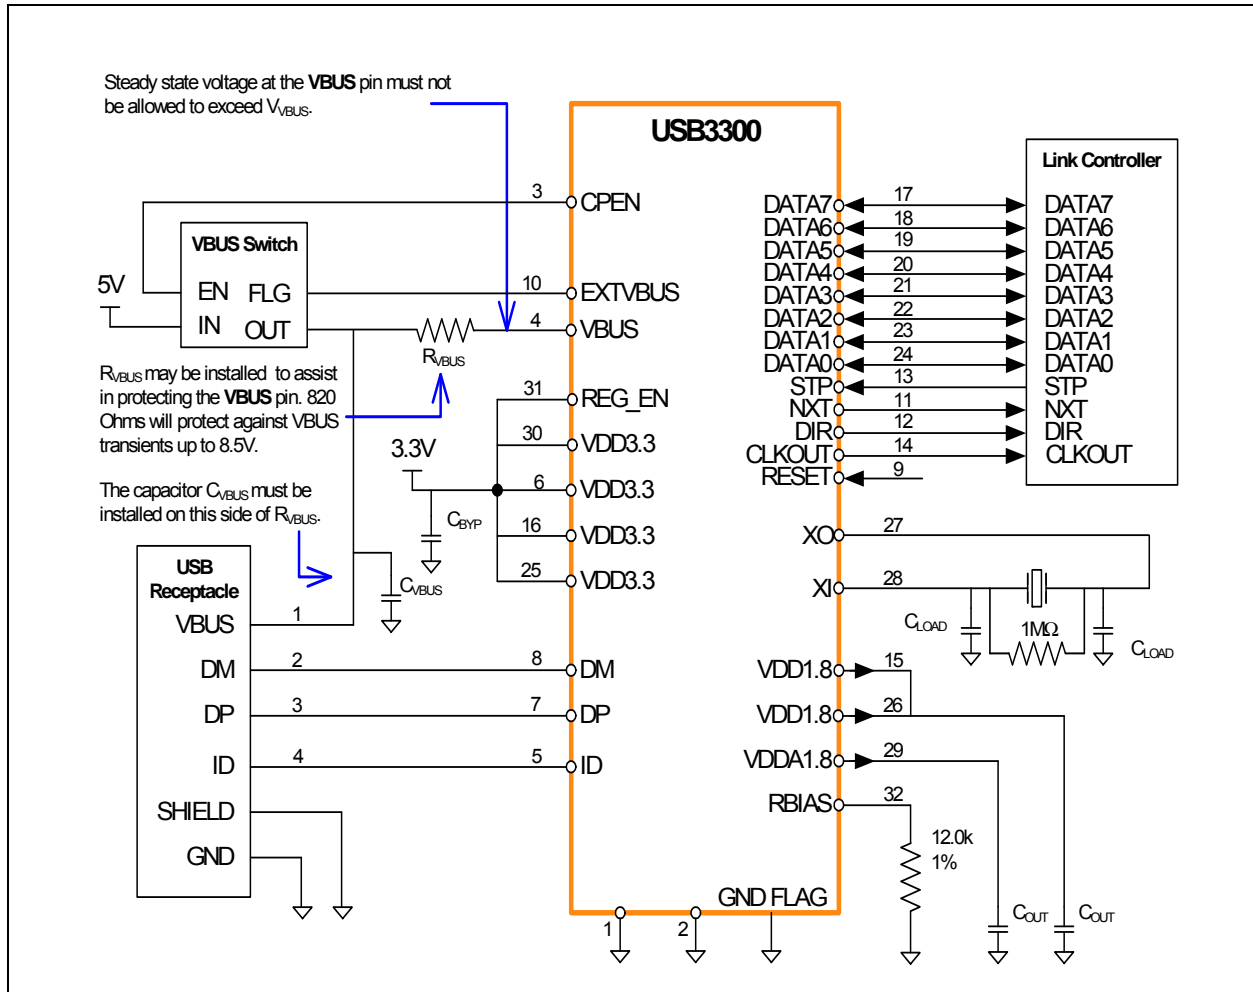 Steady state voltage at the VBUS pin must not
be allowed to exceed VVBUS.
USB3300
Link Controller
3
CPEN
VBUS Switch
5V
EN
FLG
10
EXTVBUS
IN
OUT
4
VBUS
RVBUS
RVBUS may be installed to assist
in protecting the VBUS pin. 820
Ohms will protect against VBUS
transients up to 8.5V.
31
REG_EN
30
VDD3.3
3.3V
6
VDD3.3
CBYP
16
VDD3.3
25
VDD3.3
The capacitor CVBUS must be
installed on this side of RVBUS.
CVBUS
USB
Receptacle
VBUS
1
DM
2
8
DM
DP
3
7
DP
ID
4
5
ID
SHIELD
GND
DATA7
17
DATA7
DATA6
18
DATA6
DATA5
19
DATA5
DATA4
20
DATA4
DATA3
21
DATA3
DATA2
22
DATA2
DATA1
23
DATA1
DATA0
24
DATA0
STP
13
STP
NXT
11
NXT
DIR
12
DIR
CLKOUT
14
CLKOUT
RESET
9
XO
27
XI
28
CLOAD
1MΩ
CLOAD
VDD1.8
15
VDD1.8
26
VDDA1.8
29
RBIAS
32
12.0k
1%
GND FLAG
1
2
COUT
COUT